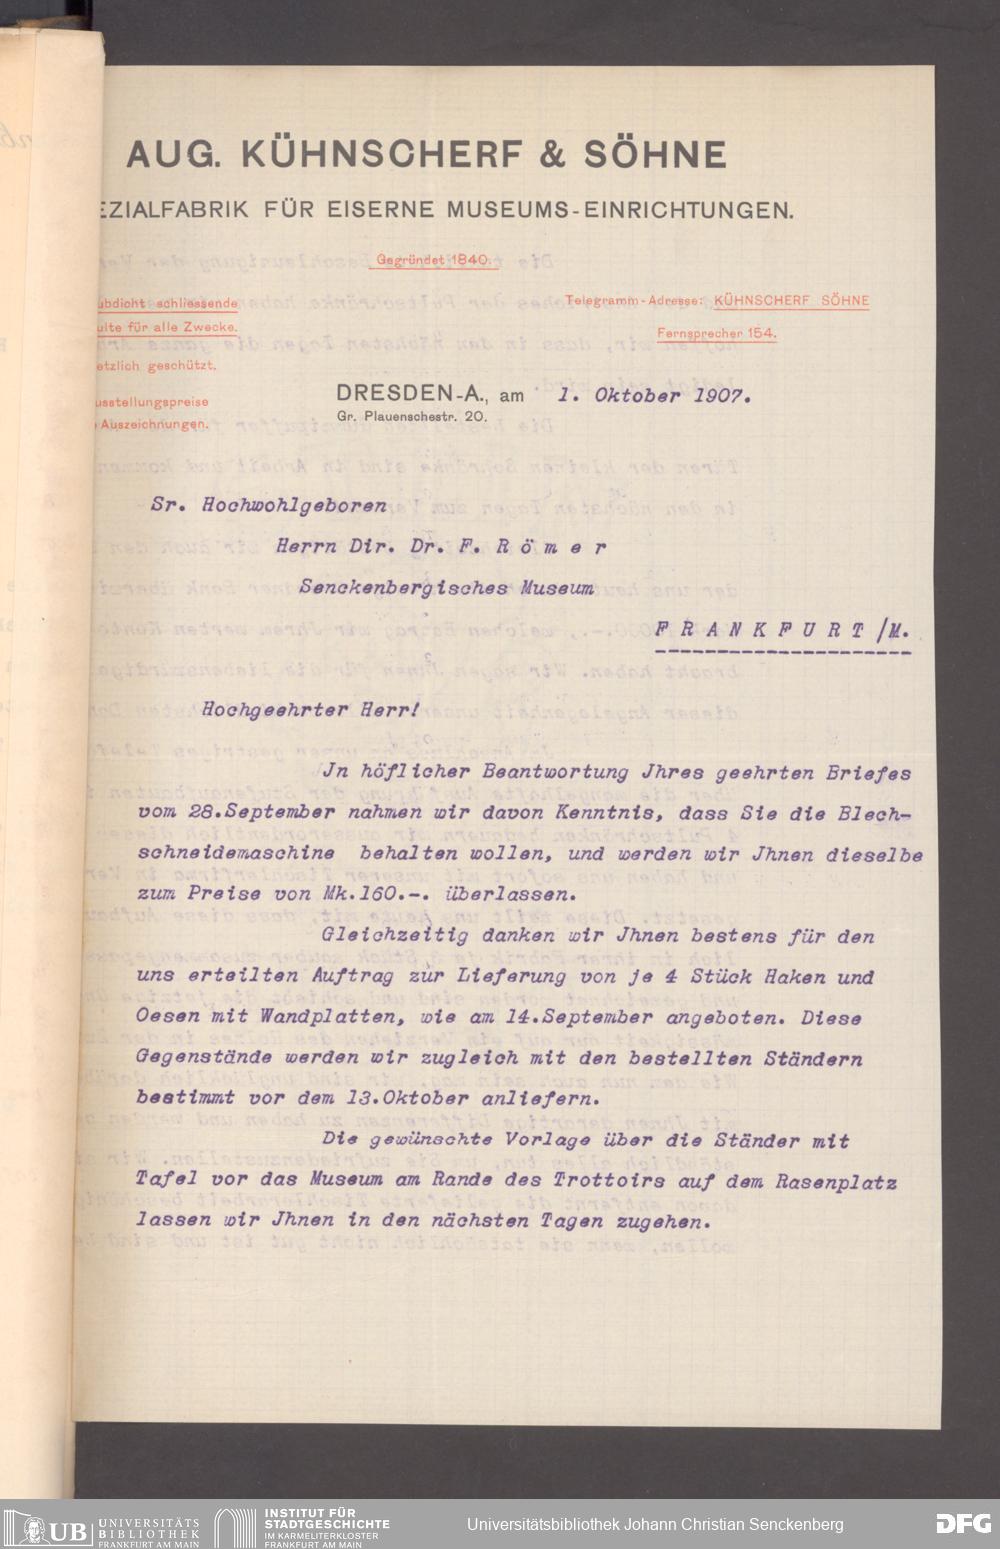 AUG. KÜHNSCHERF & SÖHNE
EZIALFABRIK FÜR EISERNE MUSEUMS-EINRICHTUNGEN.
Gegründet 1840.
ubdicht schliessende
ulte für alle Zwecke.
etzlich geschützt.
usstellungspreise
Auszeichnungen.
Telegramm-Adresse: KÜHNSCHERF SÖHNE
Fernsprecher 154.
DRESDEN-A., am 1. Oktober 1907.
Gr. Plauenschestr. 20.
Sr. Hochwohlgeboren
Herrn Dir. Dr. F. R ö m e r
Senckenbergisches Museum
F R A N K F U R T /M.
Hochgeehrter Herr!
Jn höflicher Beantwortung Jhres geehrten Briefes
vom 28.September nahmen wir davon Kenntnis, dass Sie die Blech-
schneidemaschine behalten wollen, und werden wir Jhnen dieselbe
zum Preise von Mk.160.-. überlassen.
Gleichzeitig danken wir Jhnen bestens für den
uns erteilten Auftrag zur Lieferung von je 4 Stück Haken und
Oesen mit Wandplatten, wie am 14.September angeboten. Diese
Gegenstände werden wir zugleich mit den bestellten Ständern
bestimmt vor dem 13.Oktober anliefern.
Die gewünschte Vorlage über die Ständer mit
Tafel vor das Museum am Rande des Trottoirs auf dem Rasenplatz
lassen wir Jhnen in den nächsten Tagen zugehen.
UB UNIVERSITÄTS
BIBLIOTHEK
FRANKFURT AM MAIN
INSTITUT FÜR
STADTGESCHICHTE
IM KARMELITERKLOSTER
FRANKFURT AM MAIN
Universitätsbibliothek Johann Christian Senckenberg
DFG